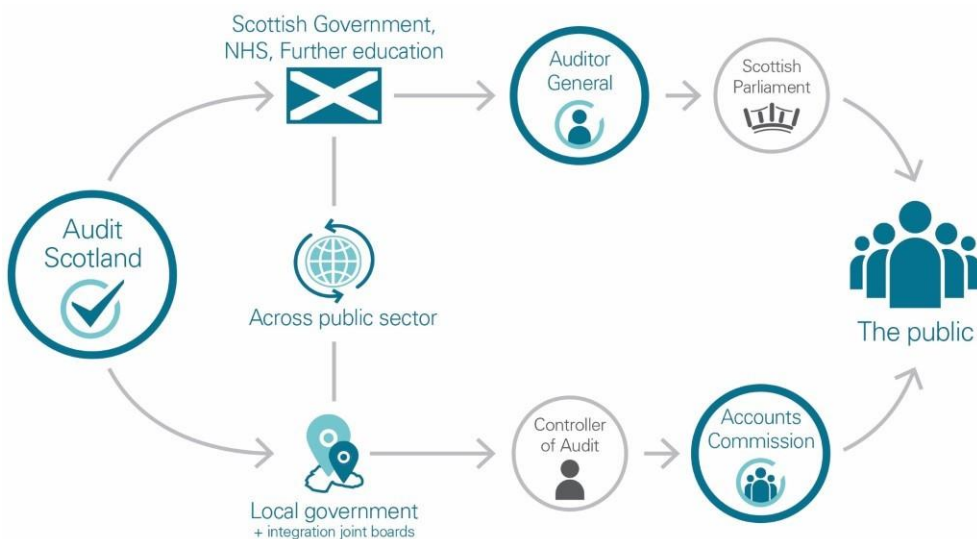 Scottish Government,
NHS, Further education
Auditor
General
Scottish
Parliament
Audit
Scotland
Across public sector
The public
Controller
of Audit
Accounts
Commission
Local government
+ integration joint boards